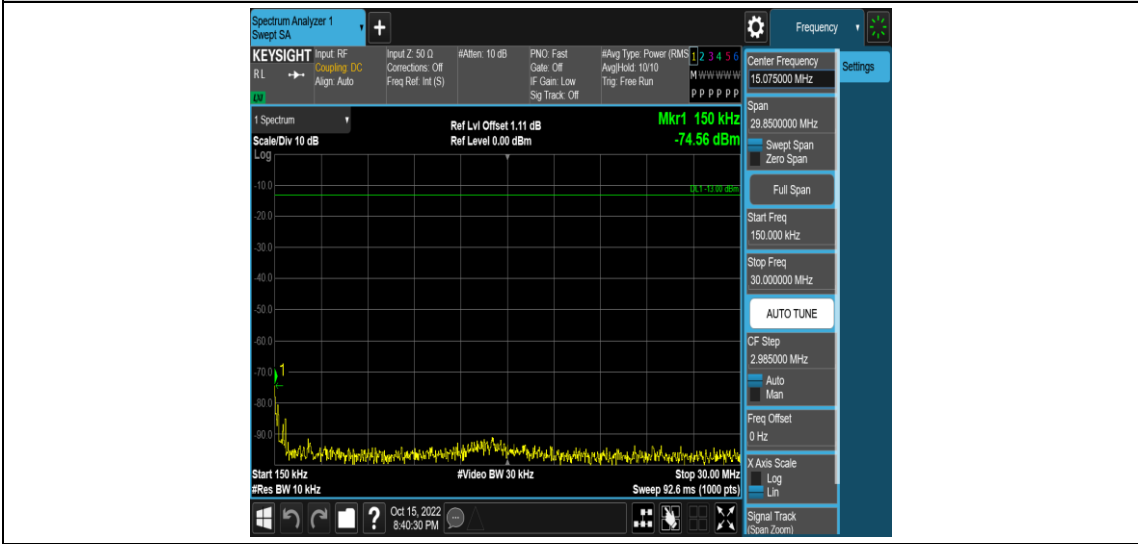 Spectrum Analyzer 1
Swept SA
+
Frequency
KEYSIGHT
RL
LXI
Input: RF
Coupling: DC
Align: Auto
Input Z: 50 Ω
Corrections: Off
Freq Ref: Int (S)
#Atten: 10 dB
PNO: Fast
Gate: Off
IF Gain: Low
Sig Track: Off
#Avg Type: Power (RMS
Avg|Hold: 10/10
Trig: Free Run
1 2 3 4 5 6
M W W W W W
P P P P P P
1 Spectrum
Scale/Div 10 dB
Log
Ref Lvl Offset 1.11 dB
Ref Level 0.00 dBm
Mkr1 150 kHz
-74.56 dBm
DL1 -13.00 dBm
-10.0
-20.0
-30.0
-40.0
-50.0
-60.0
-70.0
1
-80.0
-90.0
Start 150 kHz
#Res BW 10 kHz
#Video BW 30 kHz
Stop 30.00 MHz
Sweep 92.6 ms (1000 pts)
?
Oct 15, 2022
8:40:30 PM
Center Frequency
15.075000 MHz
Settings
Span
29.8500000 MHz
Swept Span
Zero Span
Full Span
Start Freq
150.000 kHz
Stop Freq
30.000000 MHz
AUTO TUNE
CF Step
2.985000 MHz
Auto
Man
Freq Offset
0 Hz
X Axis Scale
Log
Lin
Signal Track
(Span Zoom)